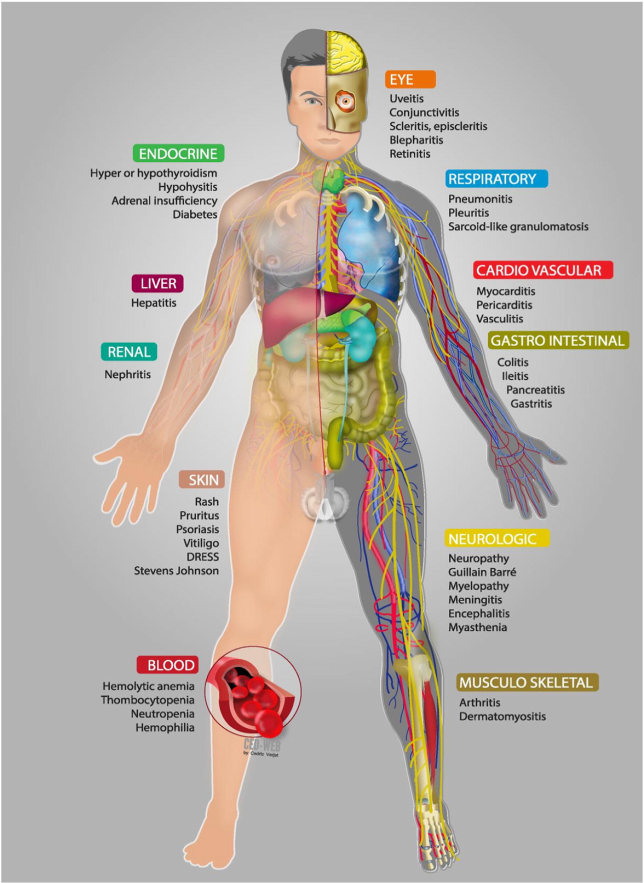 EYE
Uveitis
Conjunctivitis
Scleritis, episcleritis
Blepharitis
Retinitis
ENDOCRINE
Hyper or hypothyroidism
Hypohysitis
Adrenal insufficiency
Diabetes
RESPIRATORY
Pneumonitis
Pleuritis
Sarcoid-like granulomatosis
LIVER
Hepatitis
CARDIO VASCULAR
Myocarditis
Pericarditis
Vasculitis
RENAL
Nephritis
GASTRO INTESTINAL
Colitis
Ileitis
Pancreatitis
Gastritis
SKIN
Rash
Pruritus
Psoriasis
Vitiligo
DRESS
Stevens Johnson
NEUROLOGIC
Neuropathy
Guillain Barré
Myelopathy
Meningitis
Encephalitis
Myasthenia
BLOOD
Hemolytic anemia
Thombocytopenia
Neutropenia
Hemophilia
MUSCULO SKELETAL
Arthritis
Dermatomyositis
CEO-WEB